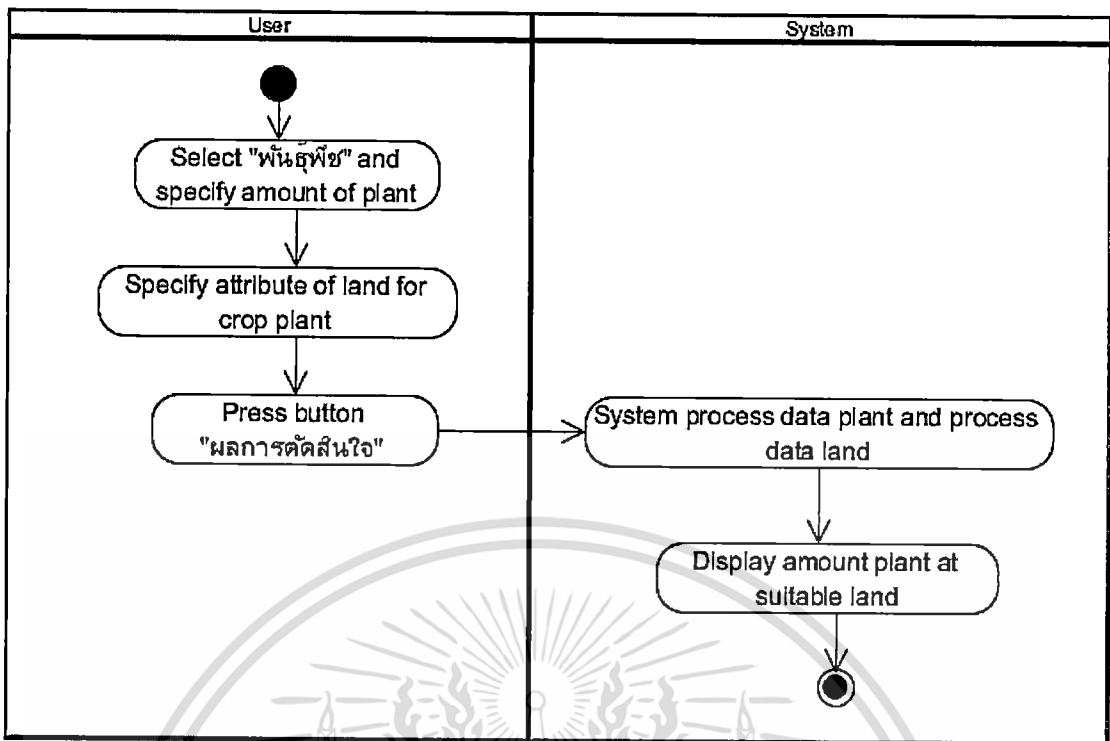 User
System
Select "พันธุ์พืช" and
specify amount of plant
Specify attribute of land for
crop plant
Press button
"ผลการตัดสินใจ"
System process data plant and process
data land
Display amount plant at
suitable land